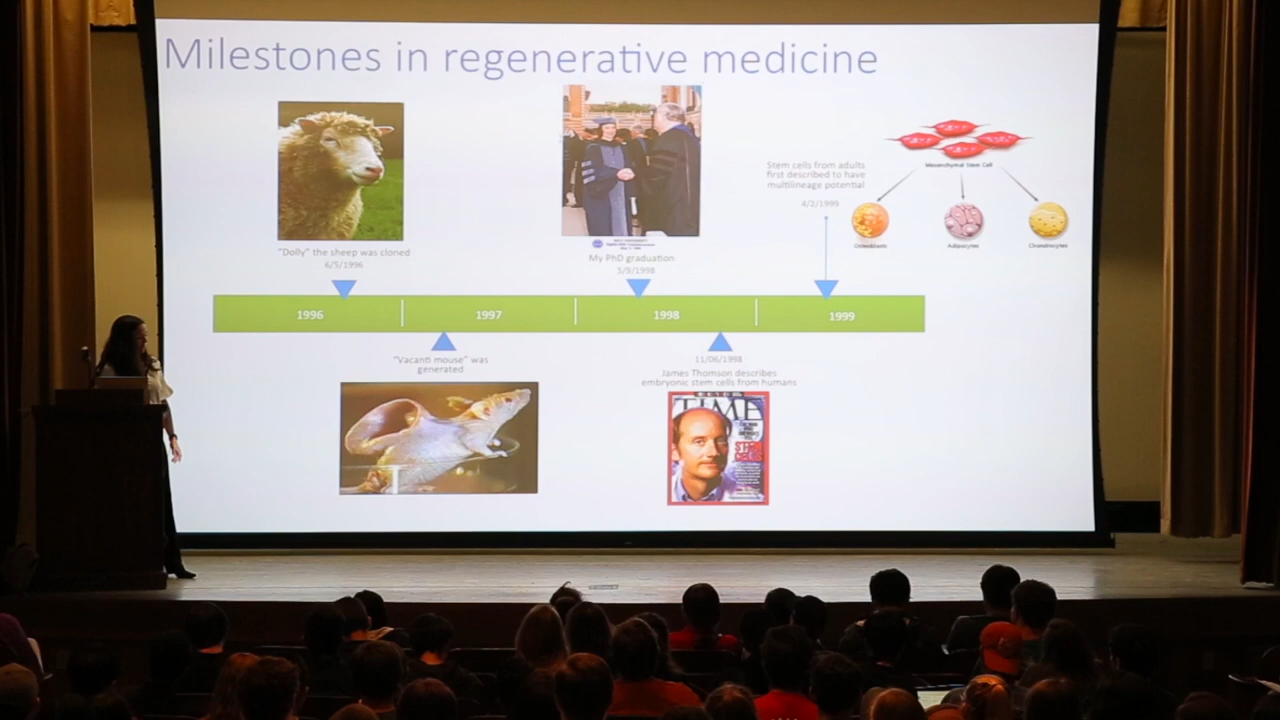 Milestones in regenerative medicine
Stem cells from adults
first described to have
multilineage potential
4/2/1999
Mesenchymal Stem Cell
Osteoblasts
Adipocytes
Chondrocytes
"Dolly" the sheep was cloned
6/5/1996
My PhD graduation
5/9/1998
1996
1997
1998
1999
"Vacanti mouse" was
generated
11/06/1998
James Thomson describes
embryonic stem cells from humans
TIME
STEM
CELLS